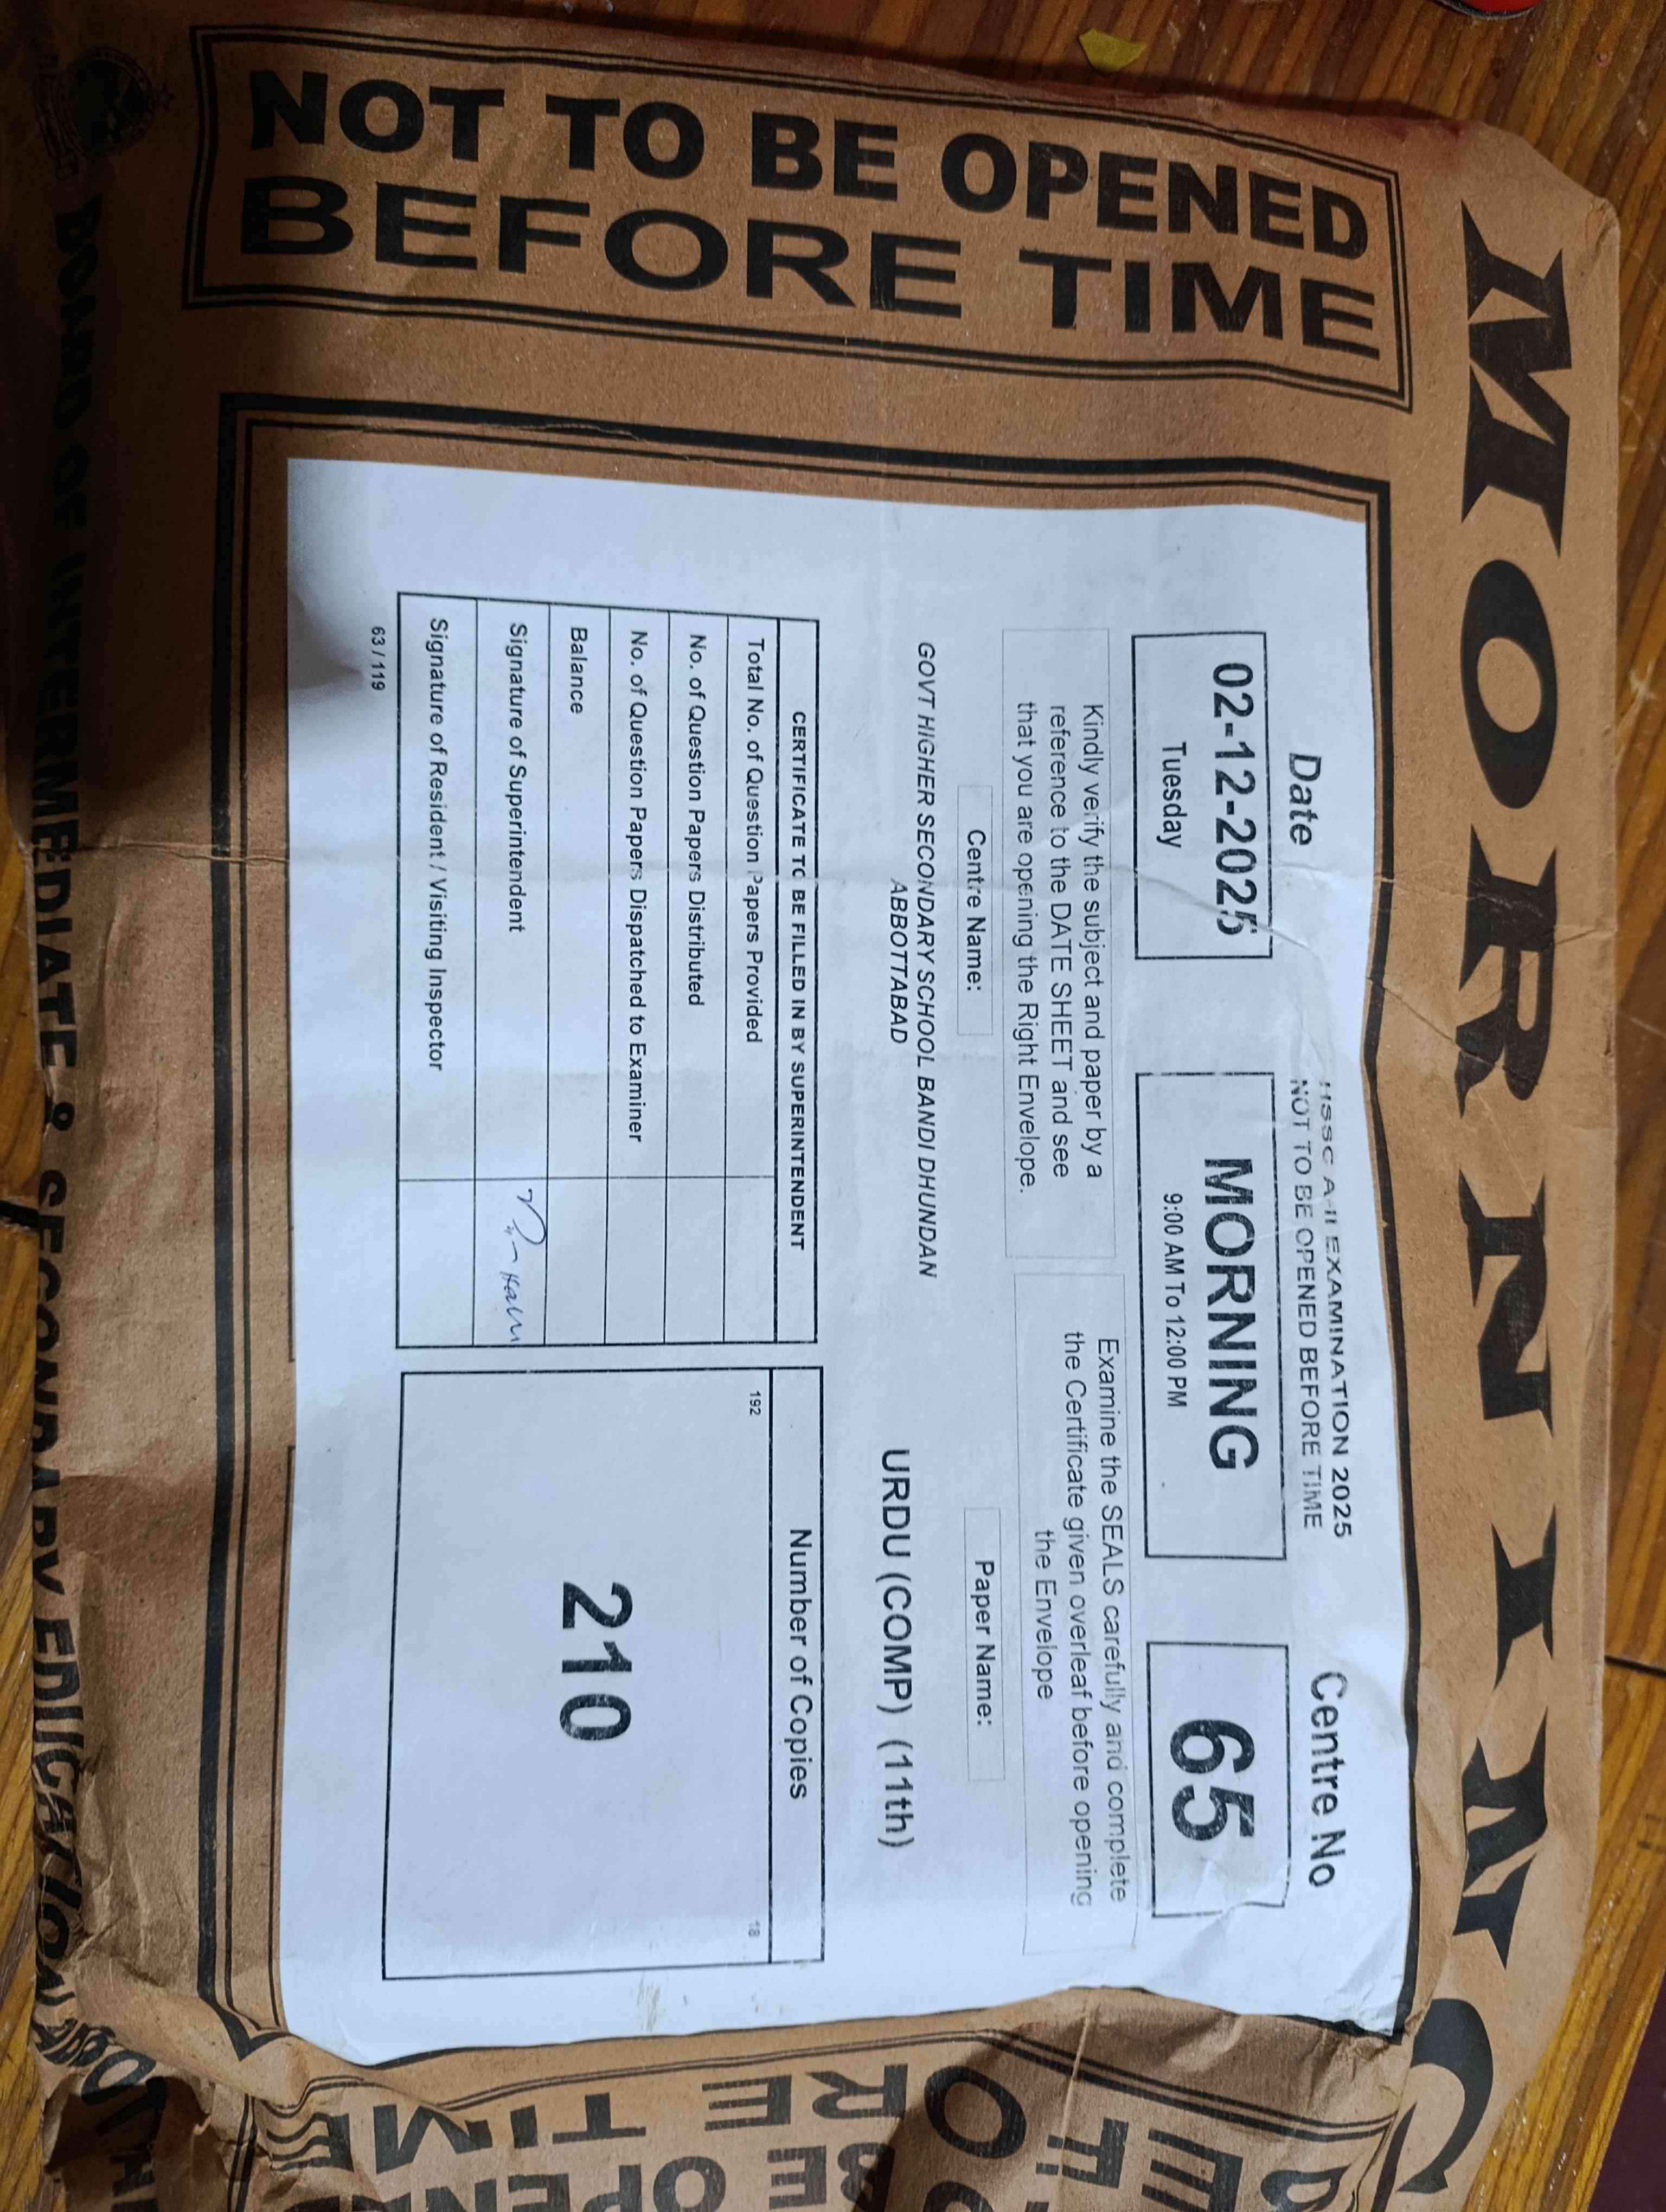 MORNING
NOT TO BE OPENED
BEFORE TIME
HSSC A-II EXAMINATION 2025
NOT TO BE OPENED BEFORE TIME
Date
Centre No
02-12-2025
Tuesday
MORNING
9:00 AM To 12:00 PM
65
Kindly verify the subject and paper by a
reference to the DATE SHEET and see
that you are opening the Right Envelope.
Examine the SEALS carefully and complete
the Certificate given overleaf before opening
the Envelope
Centre Name:
Paper Name:
GOVT HIGHER SECONDARY SCHOOL BANDI DHUNDAN
ABBOTTABAD
URDU (COMP) (11th)
CERTIFICATE TO BE FILLED IN BY SUPERINTENDENT
Total No. of Question Papers Provided
No. of Question Papers Distributed
No. of Question Papers Dispatched to Examiner
Balance
Signature of Superintendent
Signature of Resident / Visiting Inspector
63 / 119
Number of Copies
192
18
210
BOARD OF INTERMEDIATE & SECONDARY EDUCATION